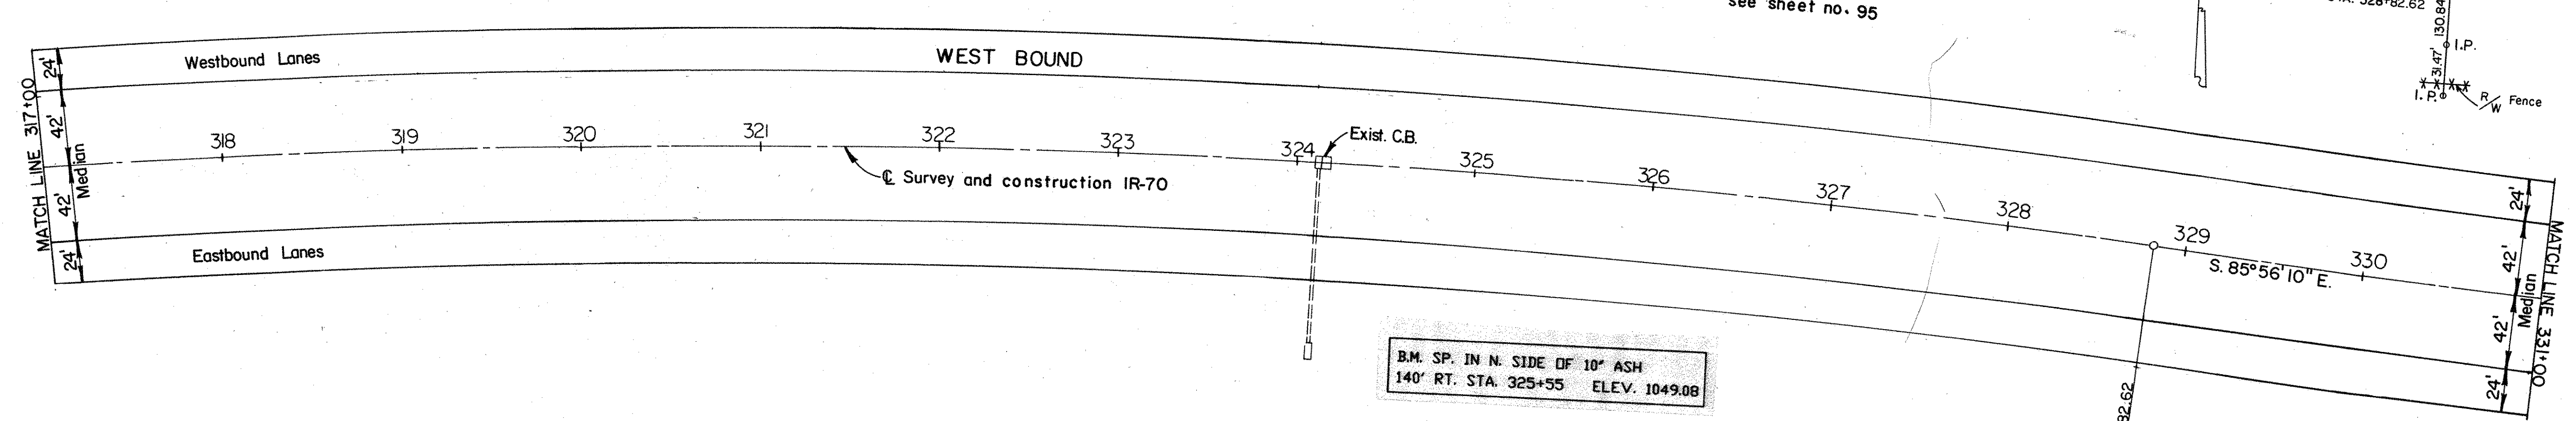 see sheet no. 95
328+82.62
130.84
I.P.
31.47'
I.P.
R/W Fence
WEST BOUND
Westbound Lanes
24'
MATCH LINE 317+00
42'
Median
42'
24'
318
319
320
321
322
323
324
Exist. C.B.
325
326
327
328
329
330
S. 85°56'10" E.
℄ Survey and construction IR-70
Eastbound Lanes
24'
42'
Median
42'
24'
MATCH LINE 331+00
B.M. SP. IN N. SIDE OF 10" ASH
140' RT. STA. 325+55 ELEV. 1049.08
82.62